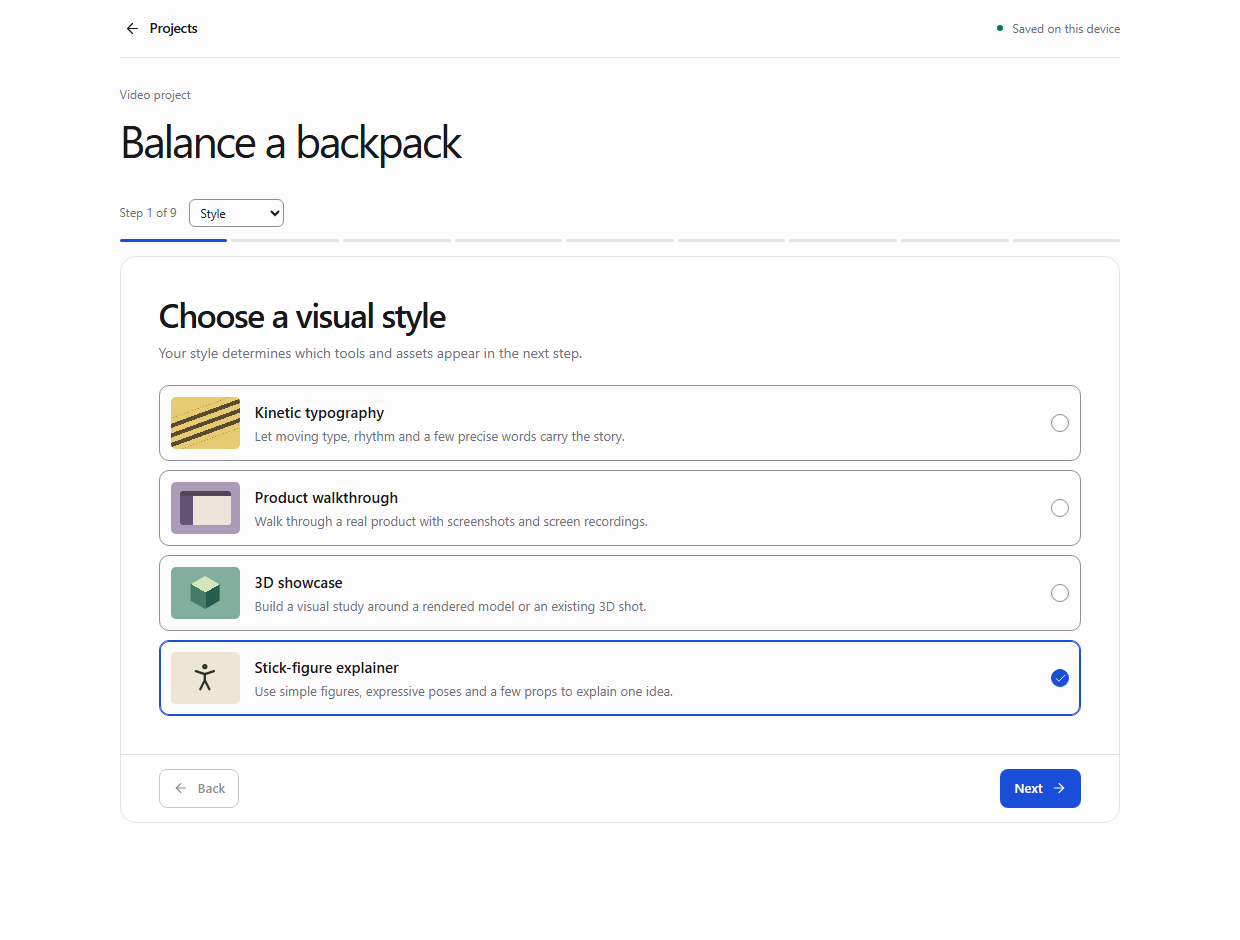 Projects
Saved on this device
Video project
Balance a backpack
Step 1 of 9
Style
Choose a visual style
Your style determines which tools and assets appear in the next step.
Kinetic typography
Let moving type, rhythm and a few precise words carry the story.
Product walkthrough
Walk through a real product with screenshots and screen recordings.
3D showcase
Build a visual study around a rendered model or an existing 3D shot.
Stick-figure explainer
Use simple figures, expressive poses and a few props to explain one idea.
Back
Next